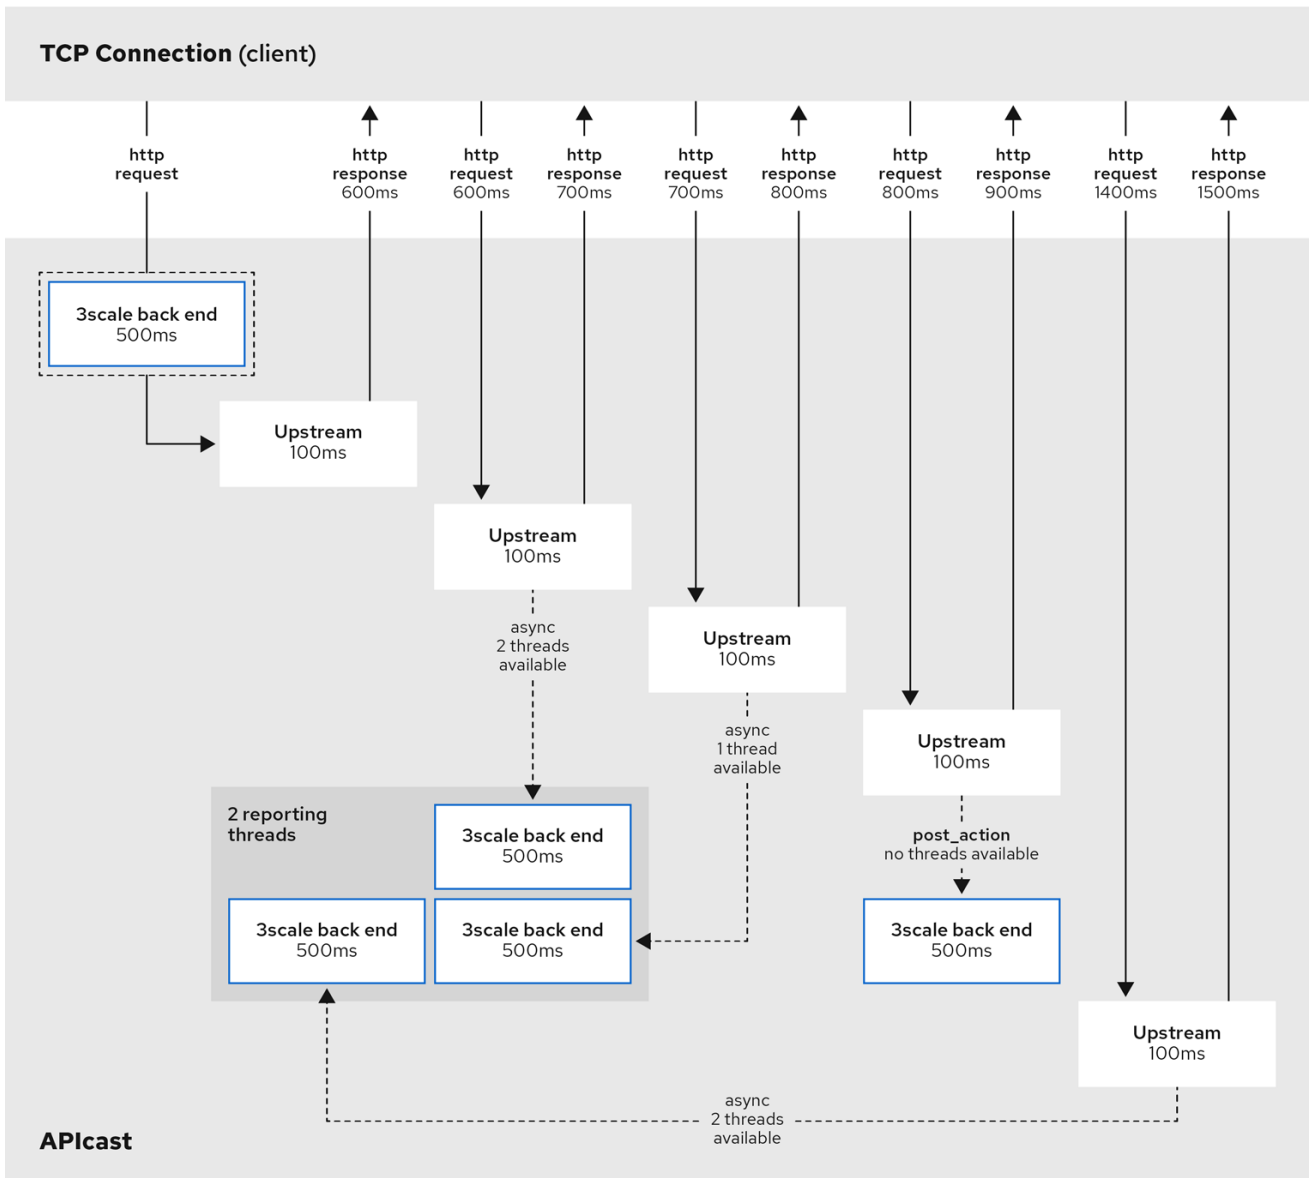 TCP Connection (client)
http
request
http
response
600ms
http
request
600ms
http
response
700ms
http
request
700ms
http
response
800ms
http
request
800ms
http
response
900ms
http
request
1400ms
http
response
1500ms
3scale back end
500ms
Upstream
100ms
Upstream
100ms
async
2 threads
available
Upstream
100ms
async
1 thread
available
Upstream
100ms
post_action
no threads available
2 reporting
threads
3scale back end
500ms
3scale back end
500ms
3scale back end
500ms
3scale back end
500ms
Upstream
100ms
async
2 threads
available
APIcast